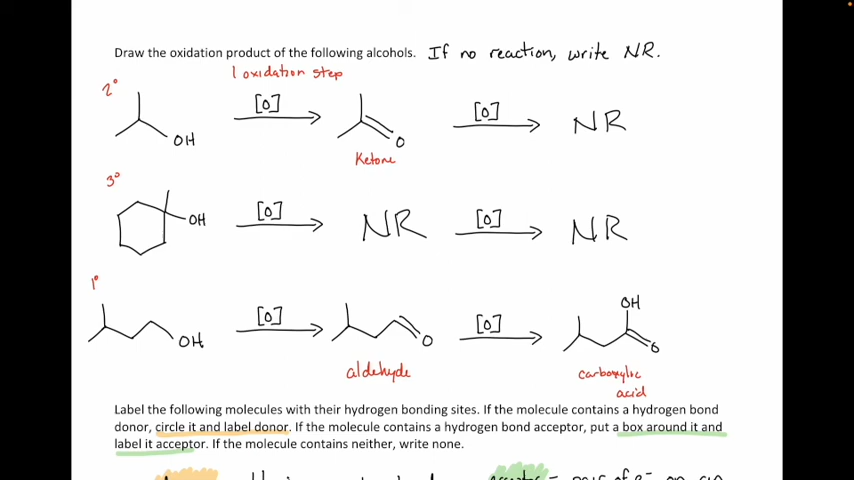 Draw the oxidation product of the following alcohols. If no reaction, write NR.
1 oxidation step
2°
[O]
[O]
NR
OH
O
Ketone
3°
[O]
NR
[O]
NR
OH
1°
OH
[O]
[O]
OH
O
O
aldehyde
carboxylic
acid
Label the following molecules with their hydrogen bonding sites. If the molecule contains a hydrogen bond
donor, circle it and label donor. If the molecule contains a hydrogen bond acceptor, put a box around it and
label it acceptor. If the molecule contains neither, write none.